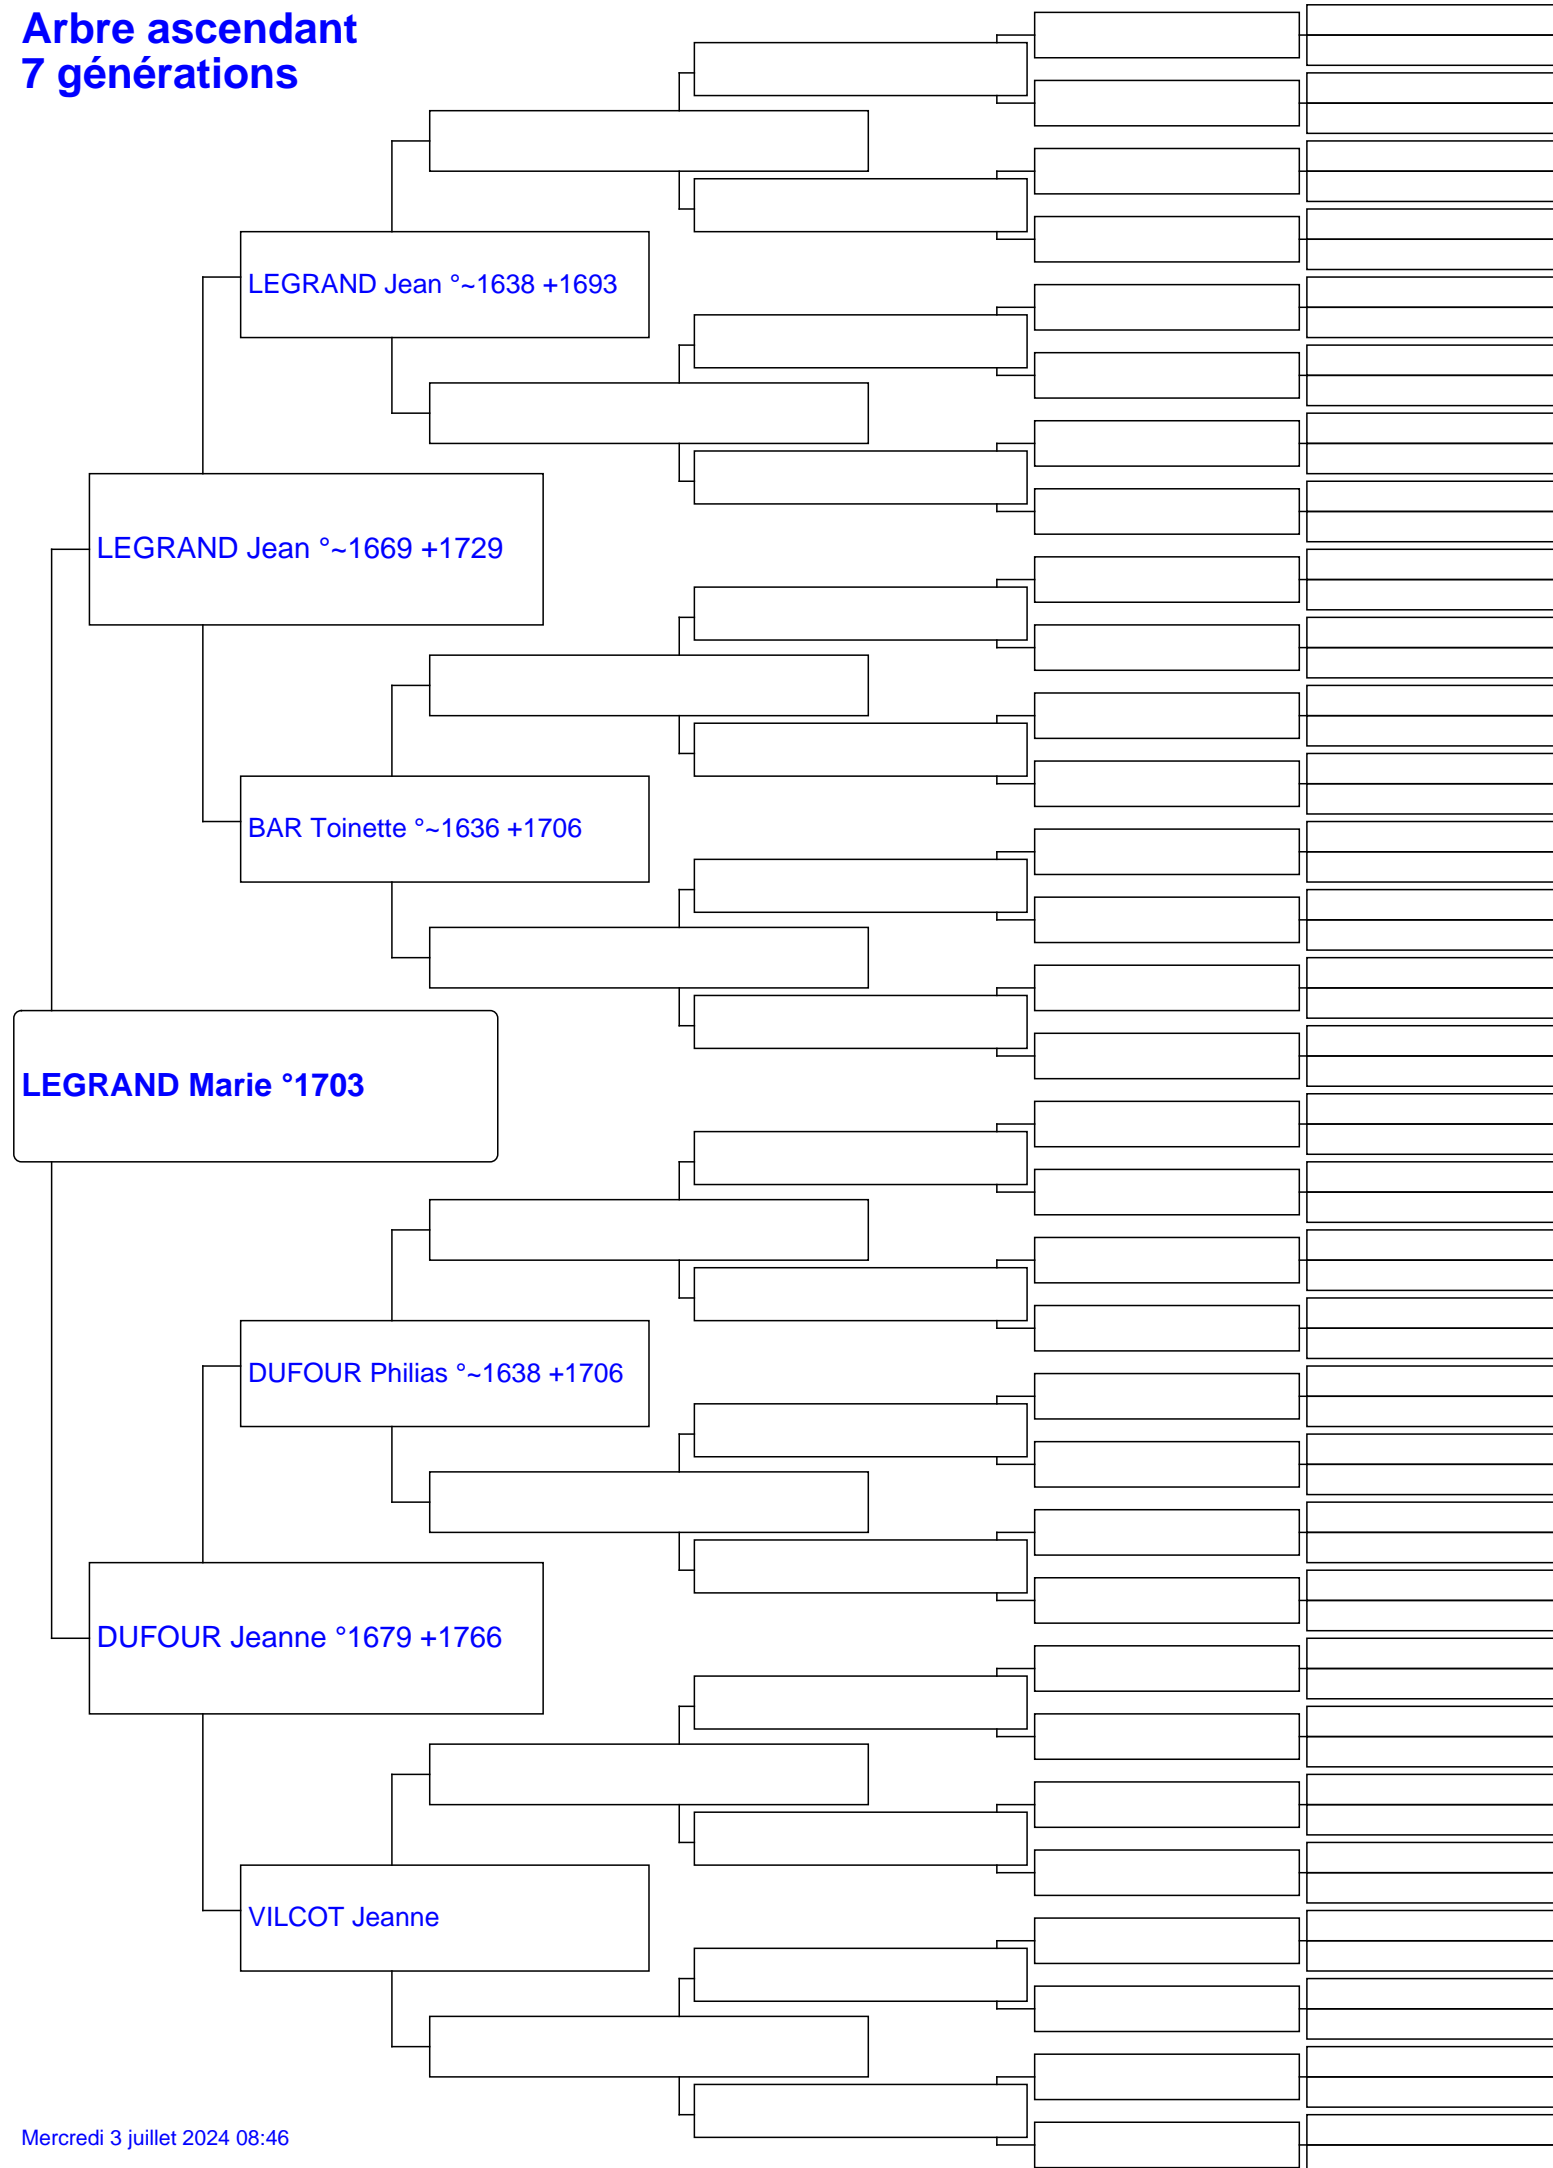 Arbre ascendant
7 générations
LEGRAND Jean °~1638 +1693
LEGRAND Jean °~1669 +1729
BAR Toinette °~1636 +1706
LEGRAND Marie °1703
DUFOUR Philias °~1638 +1706
DUFOUR Jeanne °1679 +1766
VILCOT Jeanne
Mercredi 3 juillet 2024 08:46